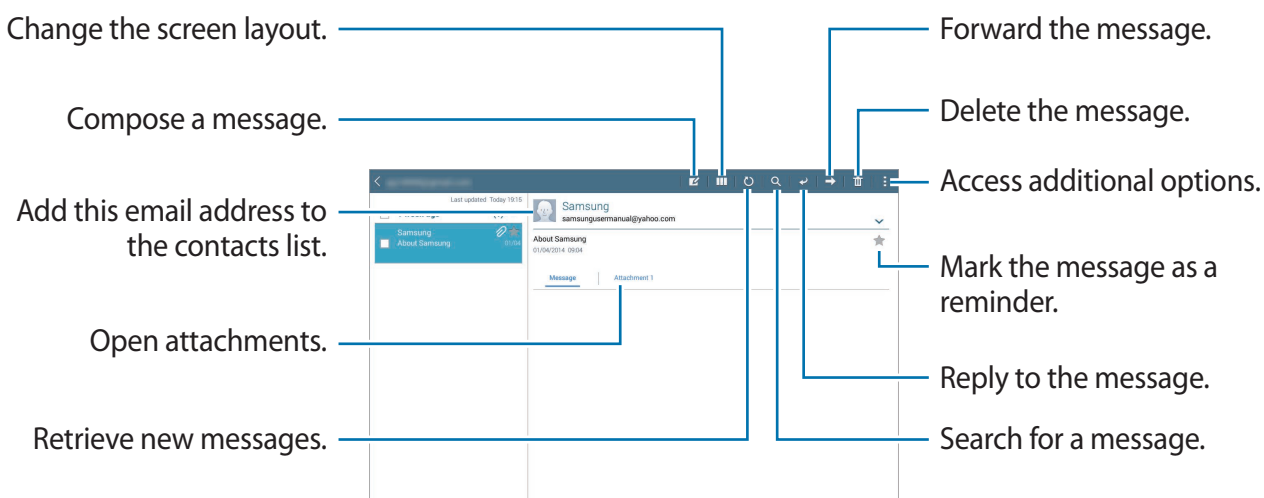 Change the screen layout.
Forward the message.
Compose a message.
Delete the message.
Access additional options.
Add this email address to
the contacts list.
Last updated Today 19:15
Samsung
About Samsung
01/04
Samsung
samsungusermanual@yahoo.com
About Samsung
01/04/2014 09:04
Message
Attachment 1
Mark the message as a
reminder.
Open attachments.
Reply to the message.
Retrieve new messages.
Search for a message.